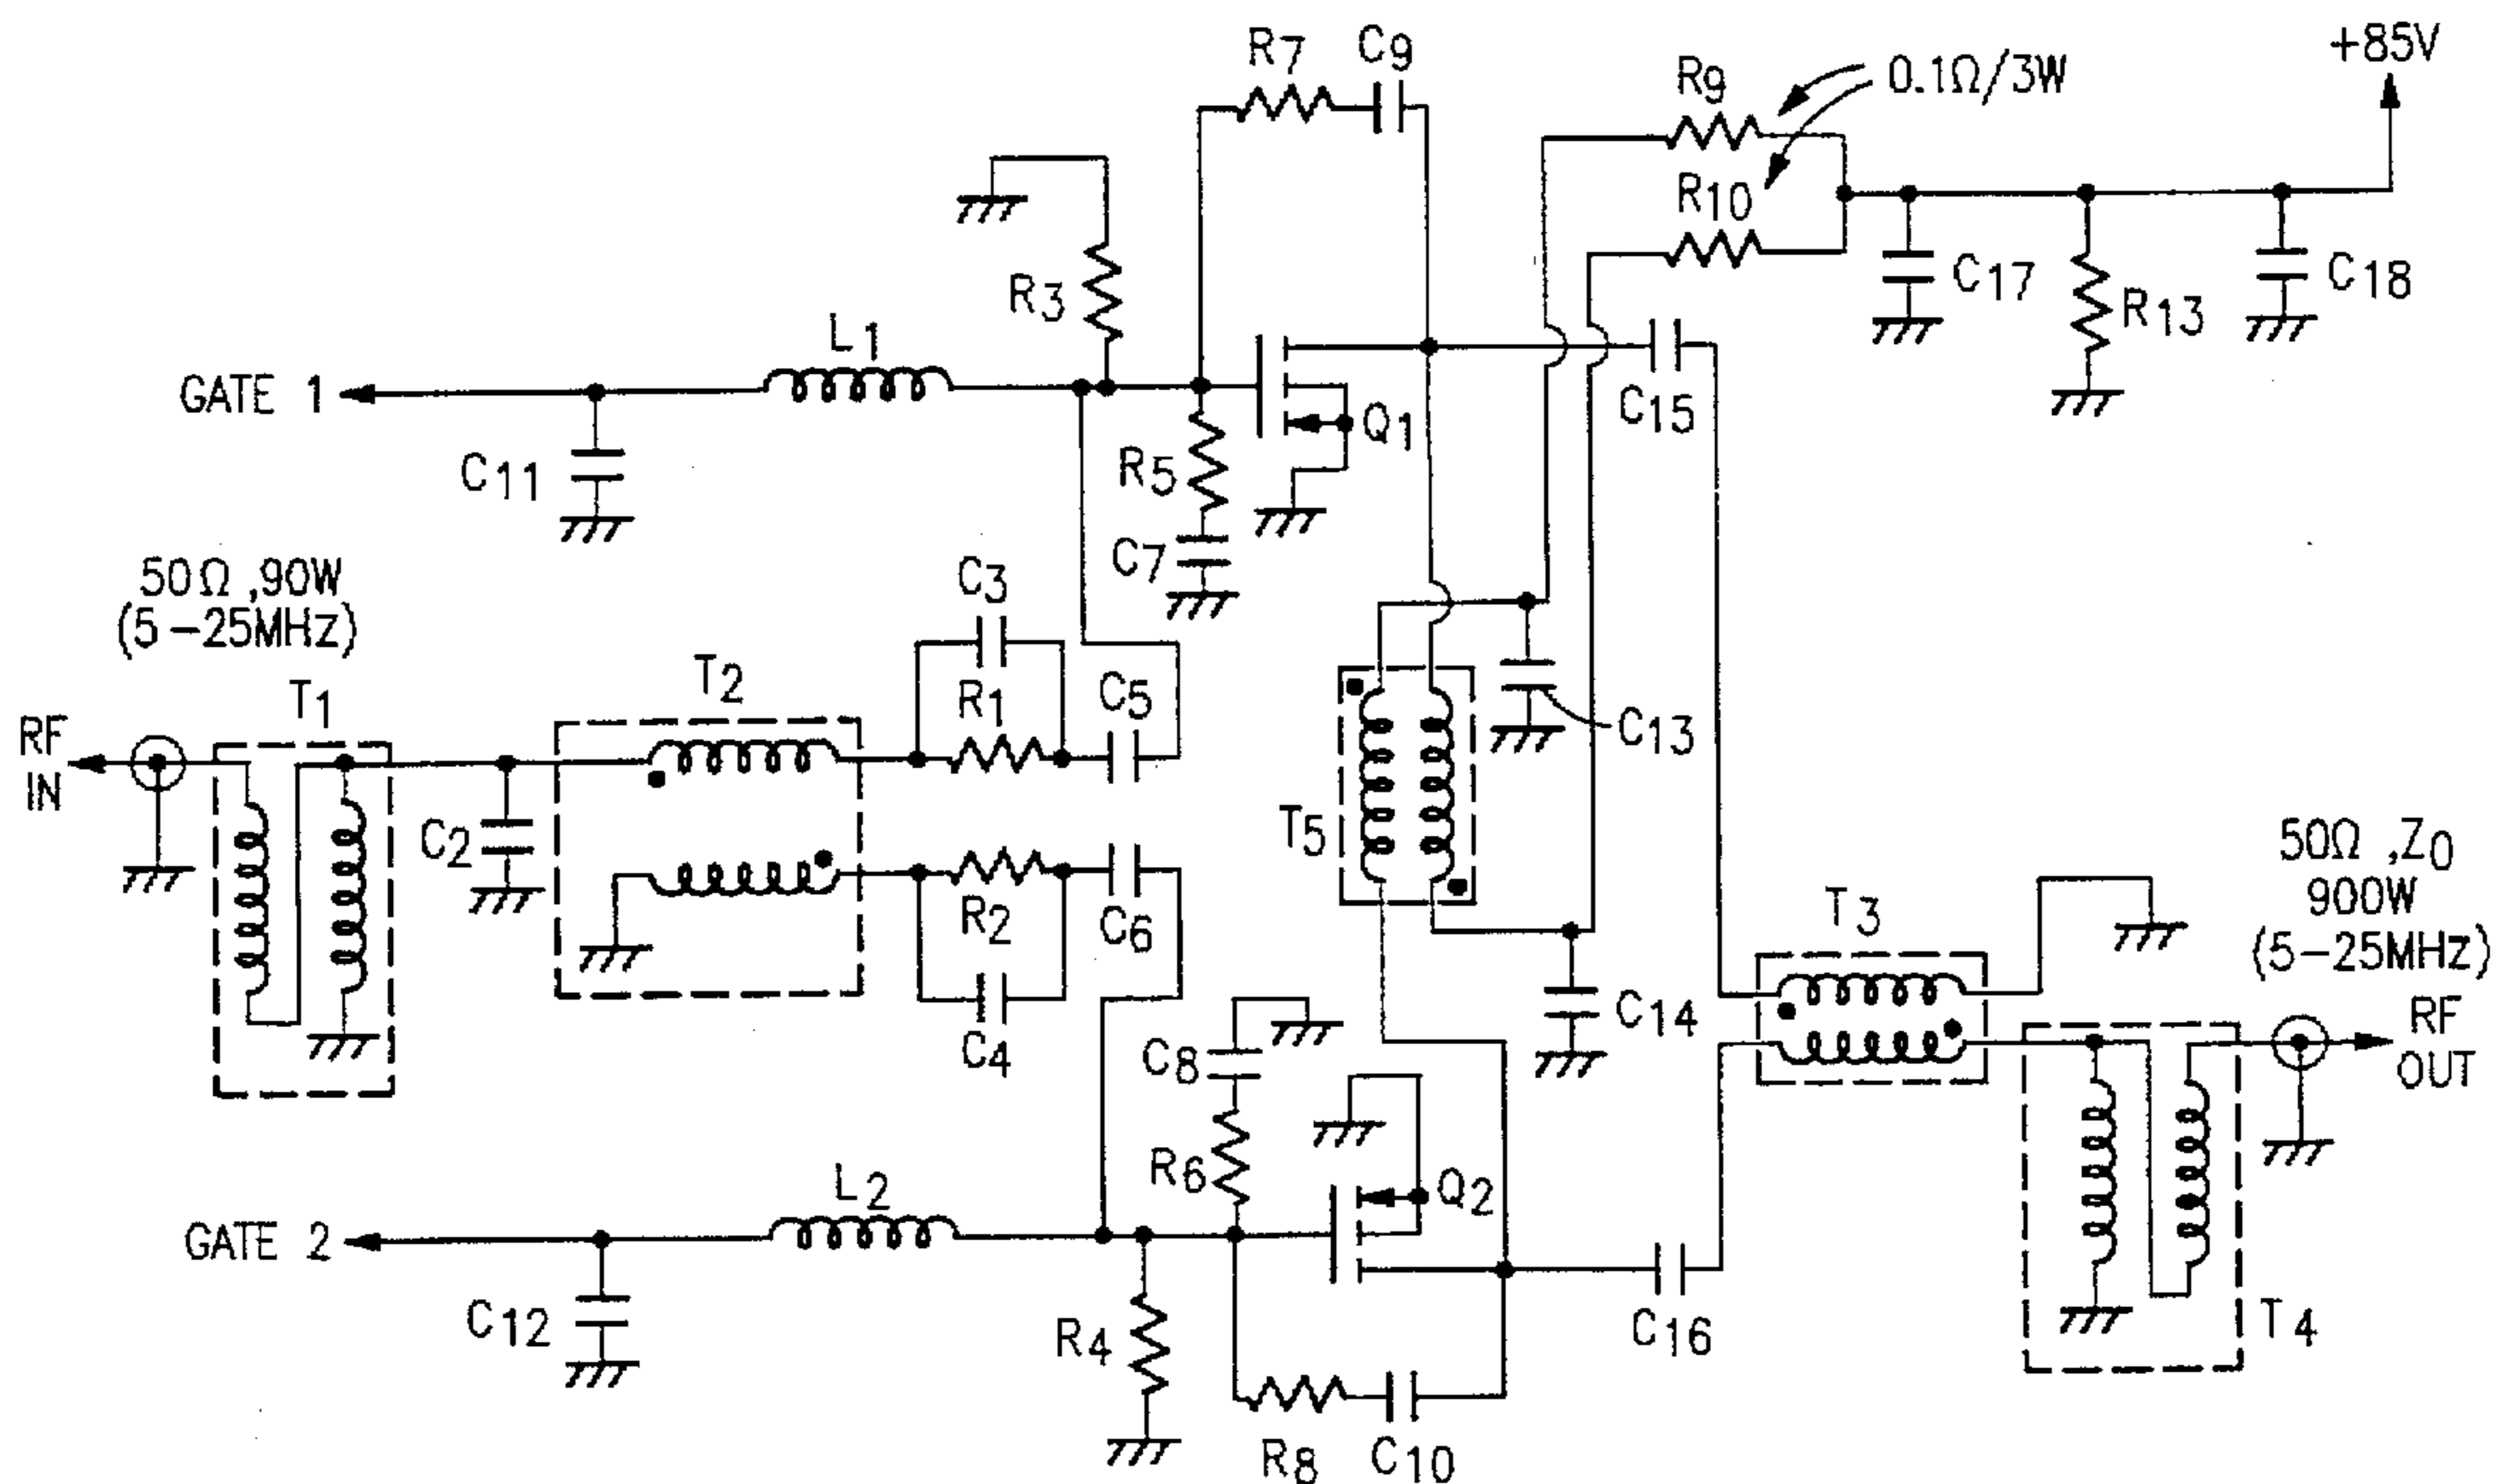 +85V
R7
C9
R9
0.1Ω/3W
R10
C17
R13
C18
R3
L1
GATE 1
C11
R5
Q1
C15
C7
50Ω,90W
(5-25MHz)
C3
T2
T1
R1
C5
C13
RF
IN
C2
T5
R2
C6
50Ω,Z0
900W
(5-25MHz)
T3
C4
C8
C14
RF
OUT
R6
Q2
L2
GATE 2
C12
R4
C16
T4
R8
C10